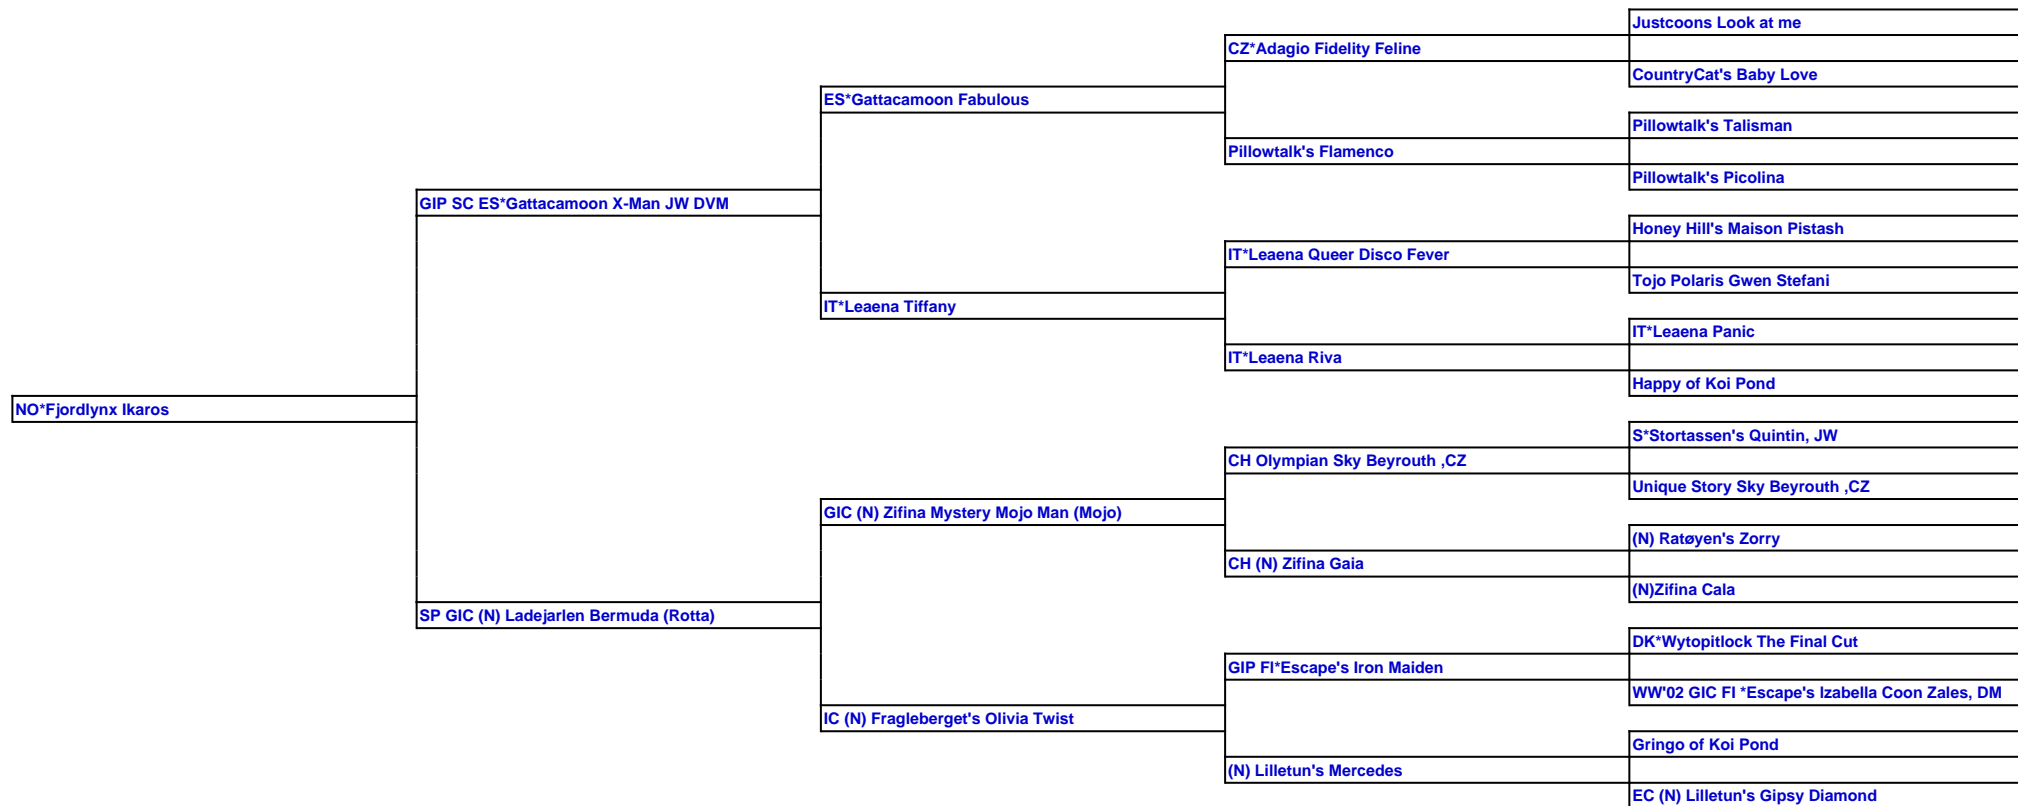 Justcoons Look at me
CZ*Adagio Fidelity Feline
CountryCat's Baby Love
ES*Gattacamoon Fabulous
Pillowtalk's Talisman
Pillowtalk's Flamenco
Pillowtalk's Picolina
GIP SC ES*Gattacamoon X-Man JW DVM
Honey Hill's Maison Pistash
IT*Leaena Queer Disco Fever
Tojo Polaris Gwen Stefani
IT*Leaena Tiffany
IT*Leaena Panic
IT*Leaena Riva
Happy of Koi Pond
NO*Fjordlynx Ikaros
S*Stortassen's Quintin, JW
CH Olympian Sky Beyrouth ,CZ
Unique Story Sky Beyrouth ,CZ
GIC (N) Zifina Mystery Mojo Man (Mojo)
(N) Ratøyen's Zorry
CH (N) Zifina Gaia
(N)Zifina Cala
SP GIC (N) Ladejarlen Bermuda (Rotta)
DK*Wytopitlock The Final Cut
GIP FI*Escape's Iron Maiden
WW'02 GIC FI *Escape's Izabella Coon Zales, DM
IC (N) Fragleberget's Olivia Twist
Gringo of Koi Pond
(N) Lilletun's Mercedes
EC (N) Lilletun's Gipsy Diamond